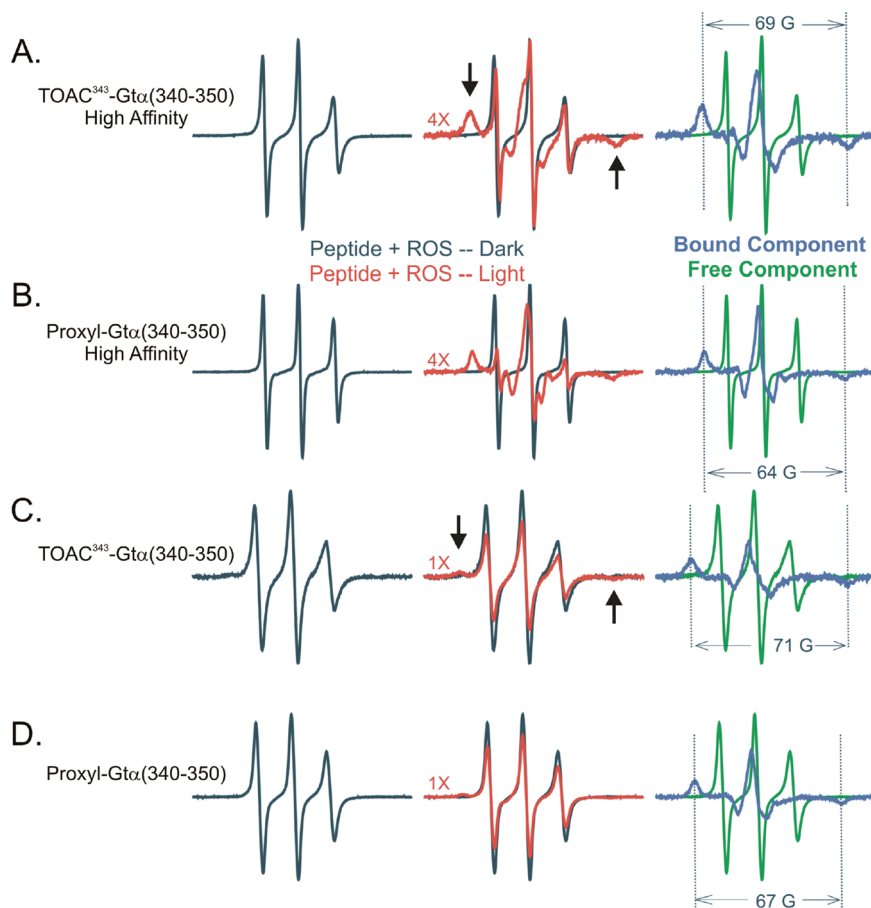 69 G
A.
TOAC³⁴³-Gtα(340-350)
High Affinity
4X
Peptide + ROS -- Dark
Peptide + ROS -- Light
Bound Component
Free Component
B.
Proxyl-Gtα(340-350)
High Affinity
4X
64 G
C.
TOAC³⁴³-Gtα(340-350)
1X
71 G
D.
Proxyl-Gtα(340-350)
1X
67 G